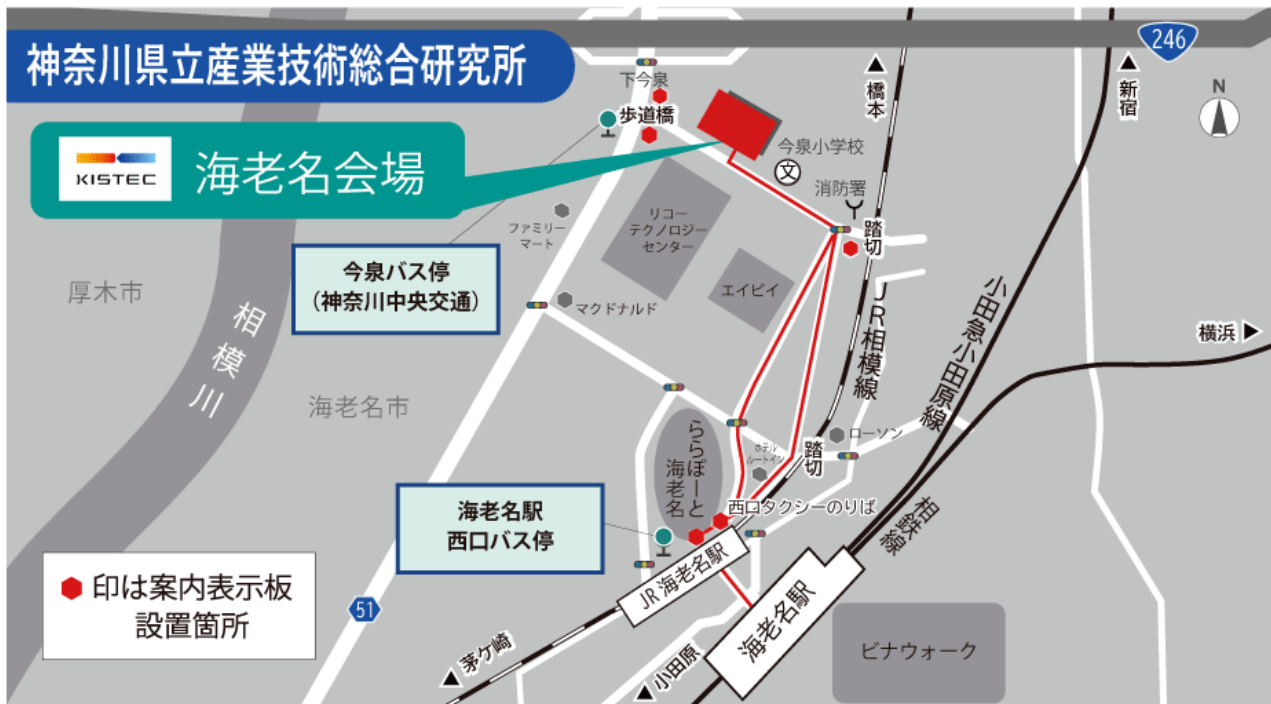 神奈川県立産業技術総合研究所
246
KISTEC
海老名会場
下今泉
歩道橋
橋本
新宿
N
今泉小学校
文
消防署
踏切
リコー
テクノロジー
センター
ファミリー
マート
エイビイ
今泉バス停
(神奈川中央交通)
マクドナルド
厚木市
相模川
海老名市
JR相模線
小田急小田原線
横浜
ららぽーと
海老名
ホテル
ルートイン
踏切
ローソン
西口タクシーのりば
相鉄線
海老名駅
西口バス停
JR 海老名駅
海老名駅
ビナウォーク
印は案内表示板
設置箇所
51
茅ケ崎
小田原